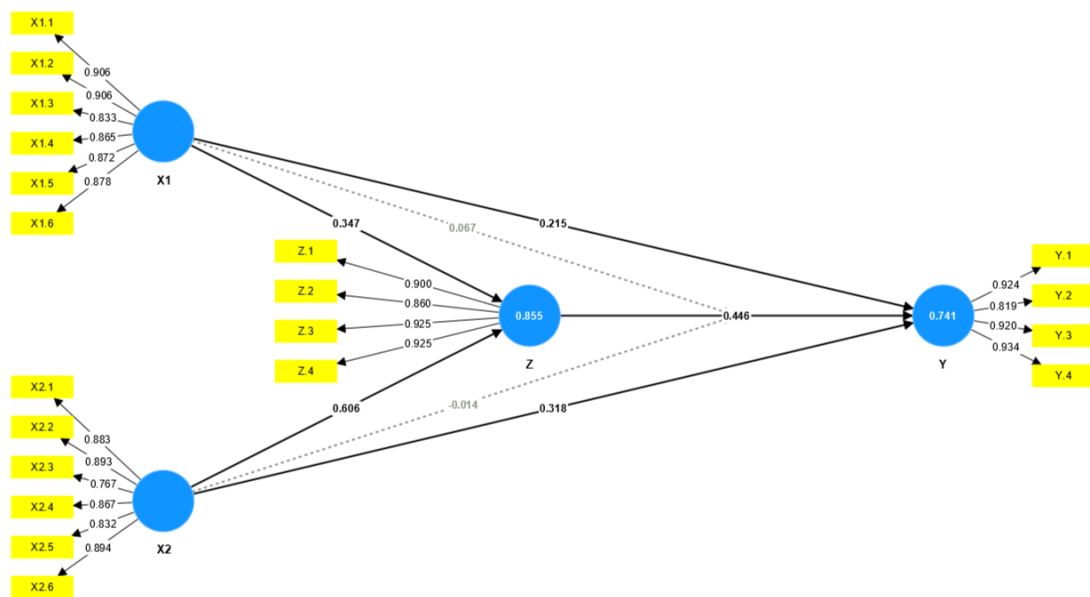 X1.1
X1.2
X1.3
X1.4
X1.5
X1.6
0.906
0.906
0.833
0.865
0.872
0.878
X1
0.347
0.067
0.215
Z.1
Z.2
Z.3
Z.4
0.900
0.860
0.925
0.925
0.855
Z
0.446
0.741
Y
0.924
0.819
0.920
0.934
Y.1
Y.2
Y.3
Y.4
0.606
-0.014
0.318
X2.1
X2.2
X2.3
X2.4
X2.5
X2.6
0.883
0.893
0.767
0.867
0.832
0.894
X2